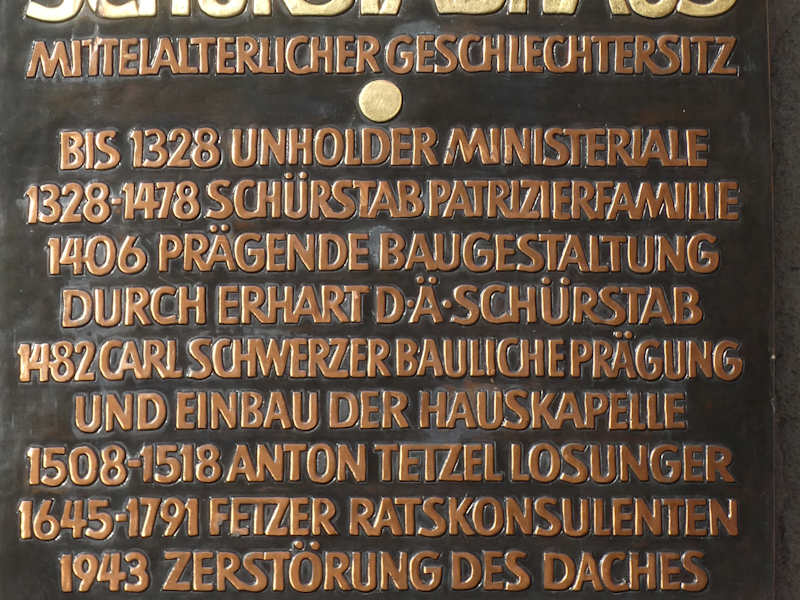 SCHÜRSTABHAUS
MITTELALTERLICHER GESCHLECHTERSITZ
BIS 1328 UNHOLDER MINISTERIALE
1328-1478 SCHÜRSTAB PATRIZIERFAMILIE
1406 PRÄGENDE BAUGESTALTUNG
DURCH ERHART D·Ä·SCHÜRSTAB
1482 CARL SCHWERZER BAULICHE PRÄGUNG
UND EINBAU DER HAUSKAPELLE
1508-1518 ANTON TETZEL LOSUNGER
1645-1791 FETZER RATSKONSULENTEN
1943 ZERSTÖRUNG DES DACHES